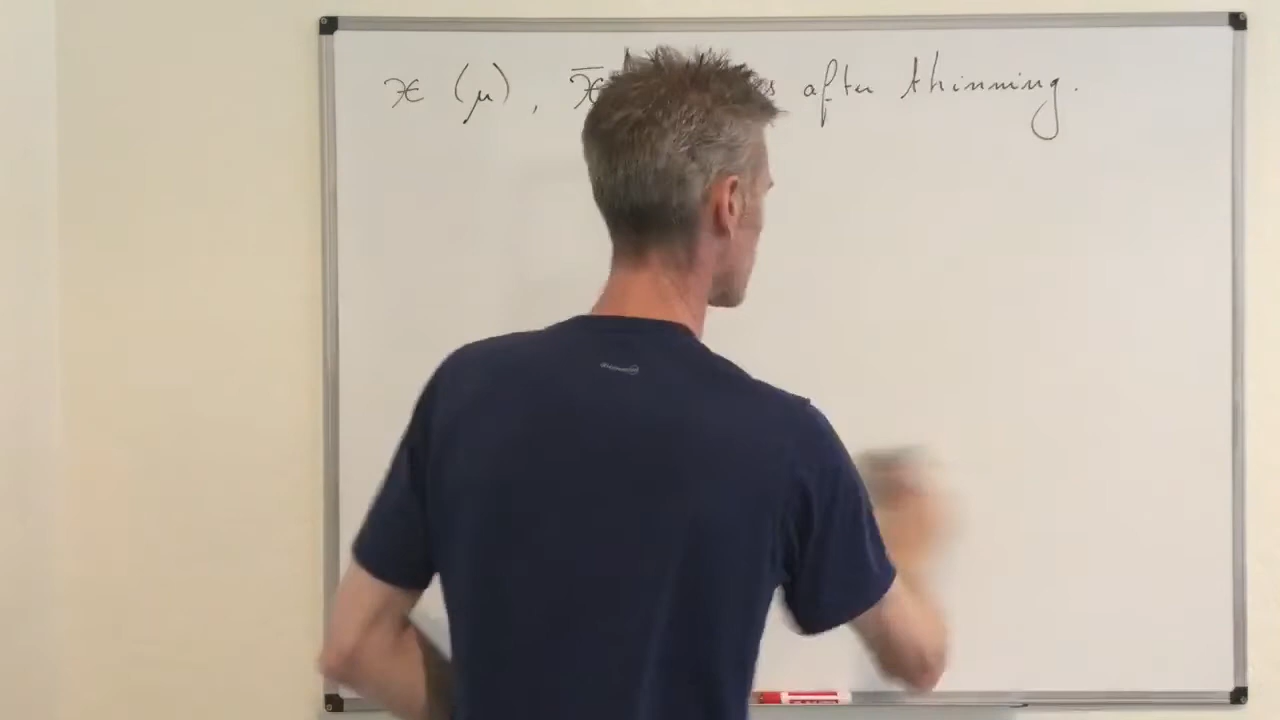 ℋ (μ), ℋ̄ after thinning.